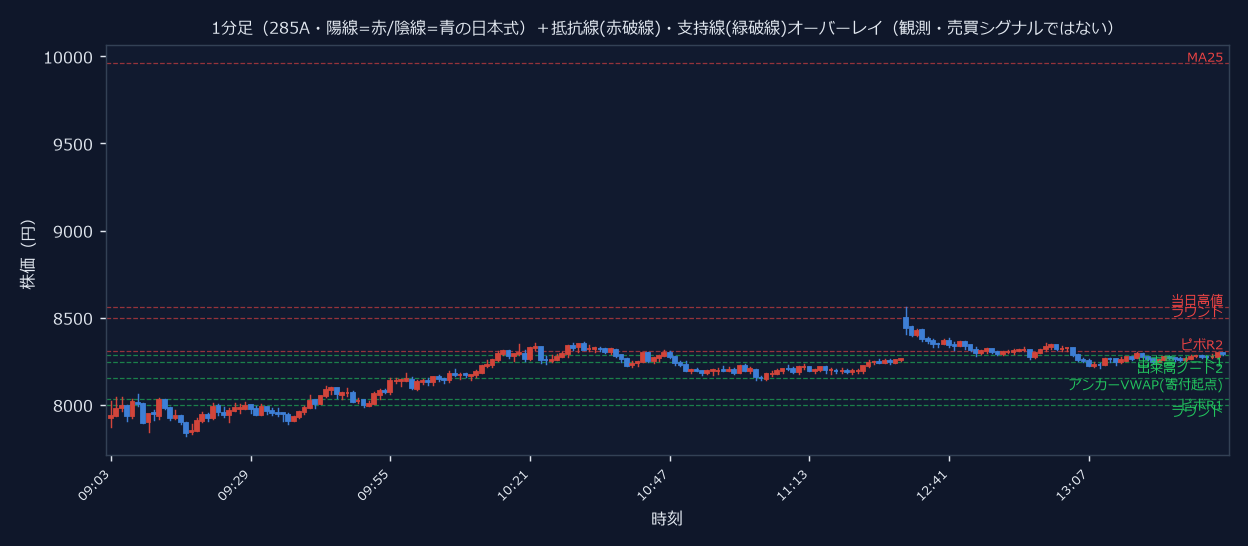 1分足（285A・陽線=赤/陰線=青の日本式）＋抵抗線(赤破線)・支持線(緑破線)オーバーレイ（観測・売買シグナルではない）
10000
MA25
9500
9000
株価（円）
8500
当日高値
ラウンド
ピボR2
出来高ノード2
アンカーVWAP(寄付起点)
8000
ピボR1
ラウンド
09:03
09:29
09:55
10:21
10:47
11:13
12:41
13:07
時刻